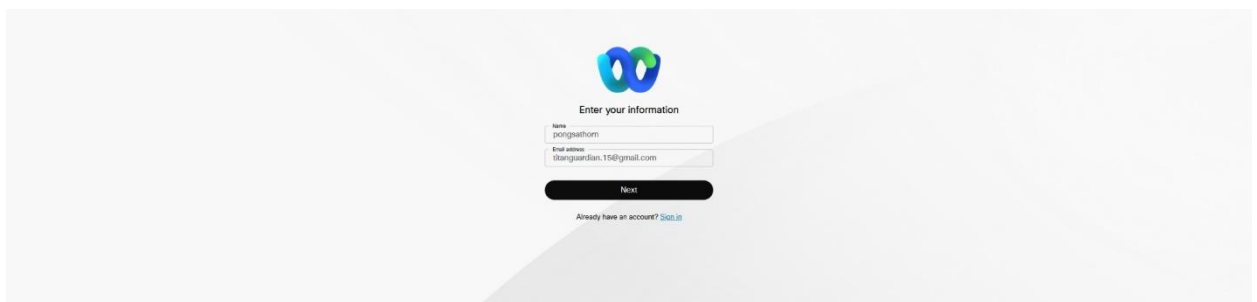 Enter your information
Name
pongsathorn
Email address
titanguardian.15@gmail.com
Next
Already have an account? Sign in